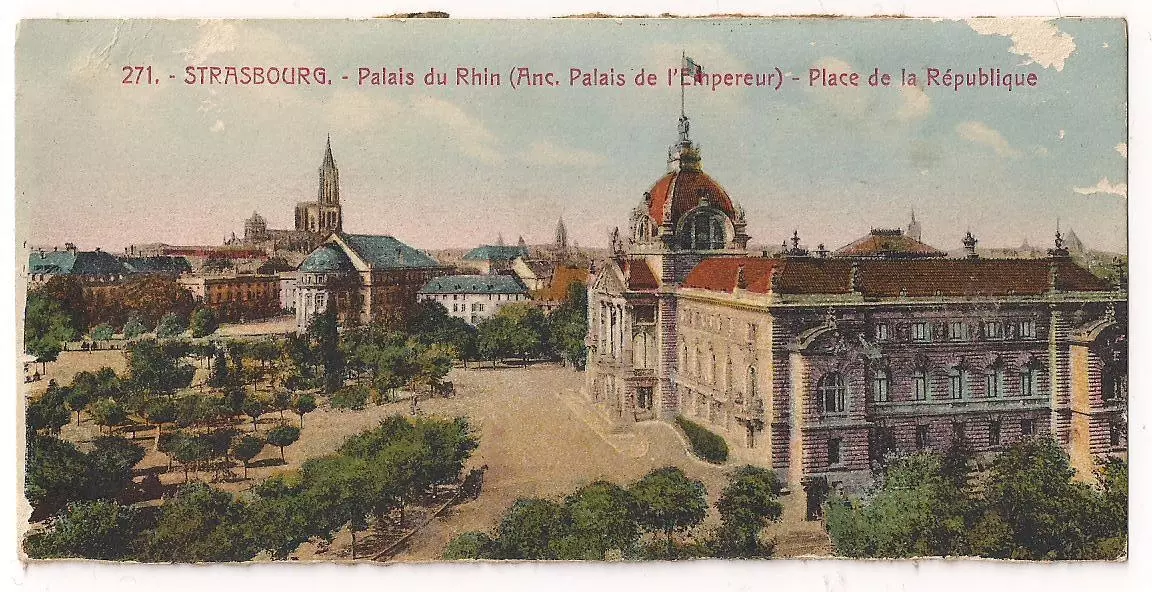 271. - STRASBOURG. - Palais du Rhin (Anc. Palais de l'Empereur) - Place de la République